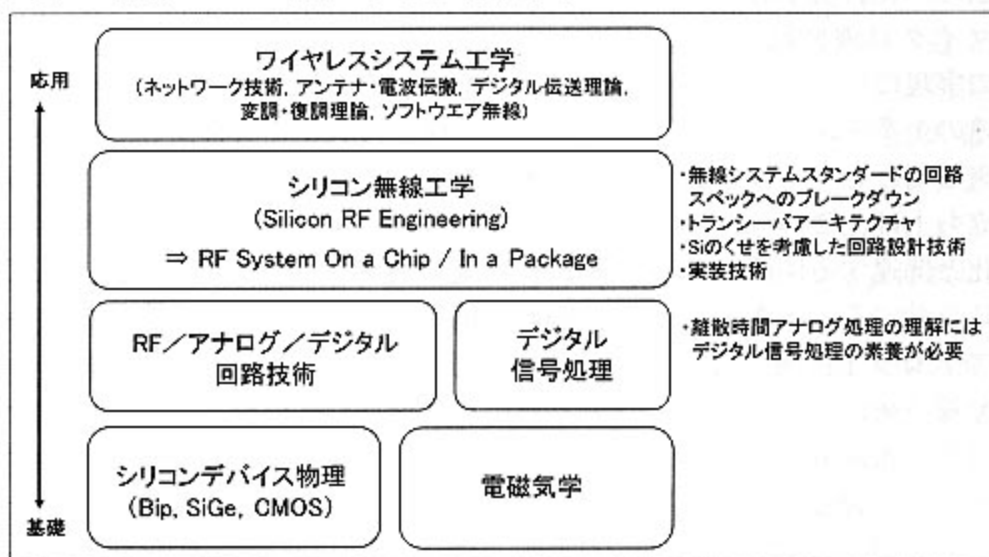 応用
ワイヤレスシステム工学
(ネットワーク技術, アンテナ・電波伝搬, デジタル伝送理論,
変調・復調理論, ソフトウエア無線)
シリコン無線工学
(Silicon RF Engineering)
⇒ RF System On a Chip / In a Package
・無線システムスタンダードの回路
スペックへのブレークダウン
・トランシーバアーキテクチャ
・Siのくせを考慮した回路設計技術
・実装技術
RF／アナログ／デジタル
回路技術
デジタル
信号処理
・離散時間アナログ処理の理解には
デジタル信号処理の素養が必要
シリコンデバイス物理
(Bip, SiGe, CMOS)
電磁気学
基礎